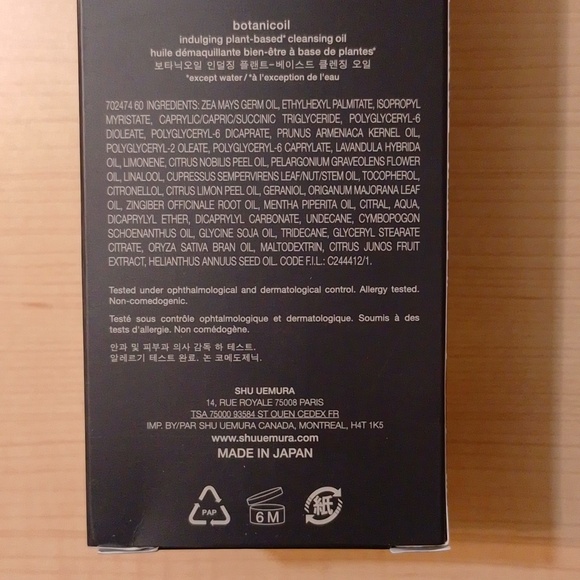 botanicoil
indulging plant-based* cleansing oil
huile démaquillante bien-être à base de plantes*
보타닉오일 인덜징 플랜트-베이스드 클렌징 오일
*except water / *à l'exception de l'eau
702474 60 INGREDIENTS: ZEA MAYS GERM OIL, ETHYLHEXYL PALMITATE, ISOPROPYL
MYRISTATE, CAPRYLIC/CAPRIC/SUCCINIC TRIGLYCERIDE, POLYGLYCERYL-6
DIOLEATE, POLYGLYCERYL-6 DICAPRATE, PRUNUS ARMENIACA KERNEL OIL,
POLYGLYCERYL-2 OLEATE, POLYGLYCERYL-6 CAPRYLATE, LAVANDULA HYBRIDA
OIL, LIMONENE, CITRUS NOBILIS PEEL OIL, PELARGONIUM GRAVEOLENS FLOWER
OIL, LINALOOL, CUPRESSUS SEMPERVIRENS LEAF/NUT/STEM OIL, TOCOPHEROL,
CITRONELLOL, CITRUS LIMON PEEL OIL, GERANIOL, ORIGANUM MAJORANA LEAF
OIL, ZINGIBER OFFICINALE ROOT OIL, MENTHA PIPERITA OIL, CITRAL, AQUA,
DICAPRYLYL ETHER, DICAPRYLYL CARBONATE, UNDECANE, CYMBOPOGON
SCHOENANTHUS OIL, GLYCINE SOJA OIL, TRIDECANE, GLYCERYL STEARATE
CITRATE, ORYZA SATIVA BRAN OIL, MALTODEXTRIN, CITRUS JUNOS FRUIT
EXTRACT, HELIANTHUS ANNUUS SEED OIL. CODE F.I.L.: C244412/1.
Tested under ophthalmological and dermatological control. Allergy tested.
Non-comedogenic.
Testé sous contrôle ophtalmologique et dermatologique. Soumis à des
tests d'allergie. Non comédogène.
안과 및 피부과 의사 감독 하 테스트.
알레르기 테스트 완료. 논 코메도제닉.
SHU UEMURA
14, RUE ROYALE 75008 PARIS
TSA 75000 93584 ST OUEN CEDEX FR
IMP. BY/PAR SHU UEMURA CANADA, MONTREAL, H4T 1K5
www.shuuemura.com
MADE IN JAPAN
PAP
6 M
紙